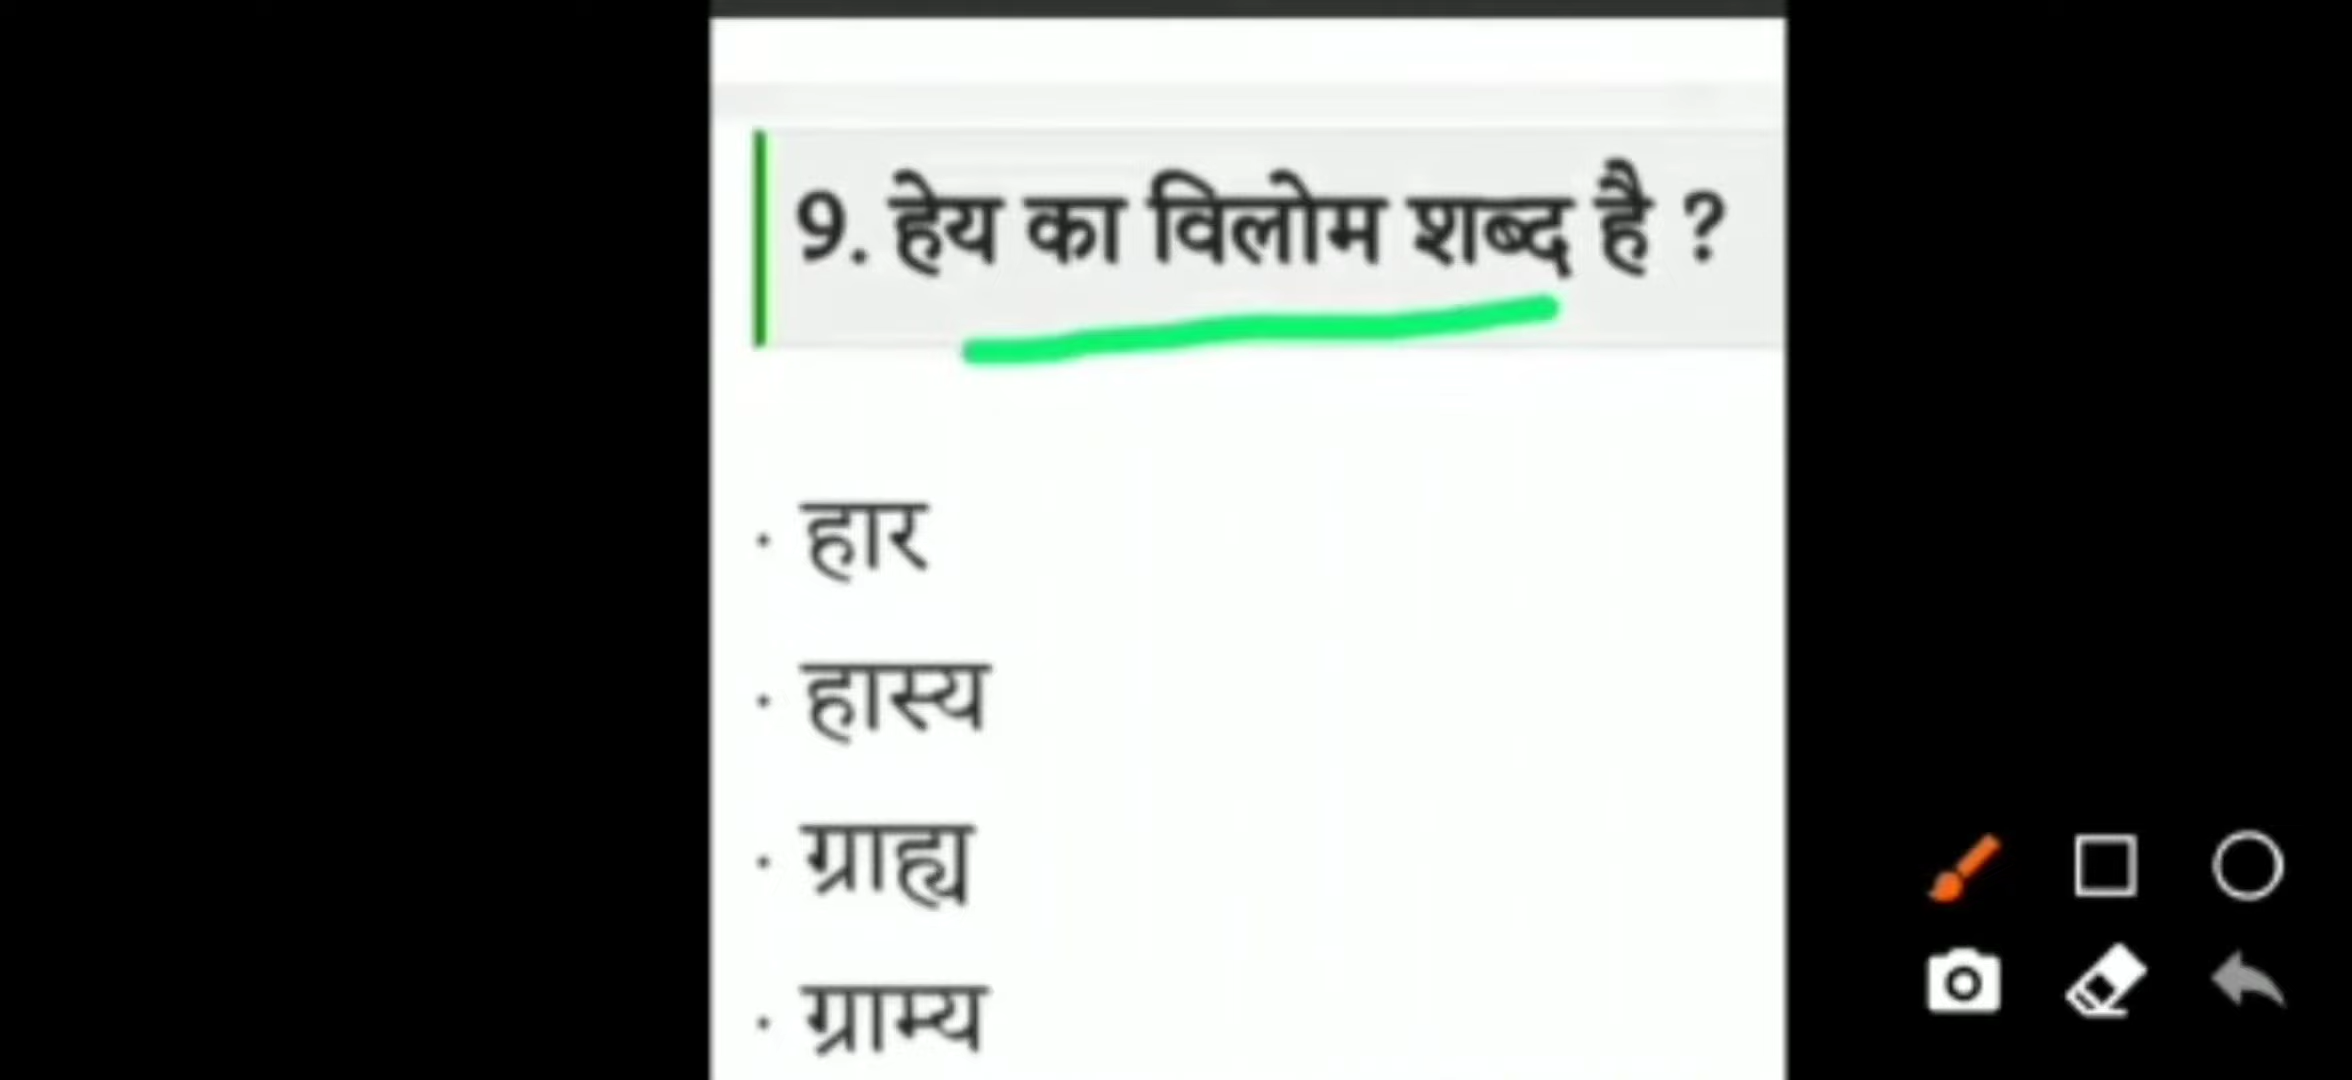 9. हेय का विलोम शब्द है ?
· हार
· हास्य
· ग्राह्य
· ग्राम्य